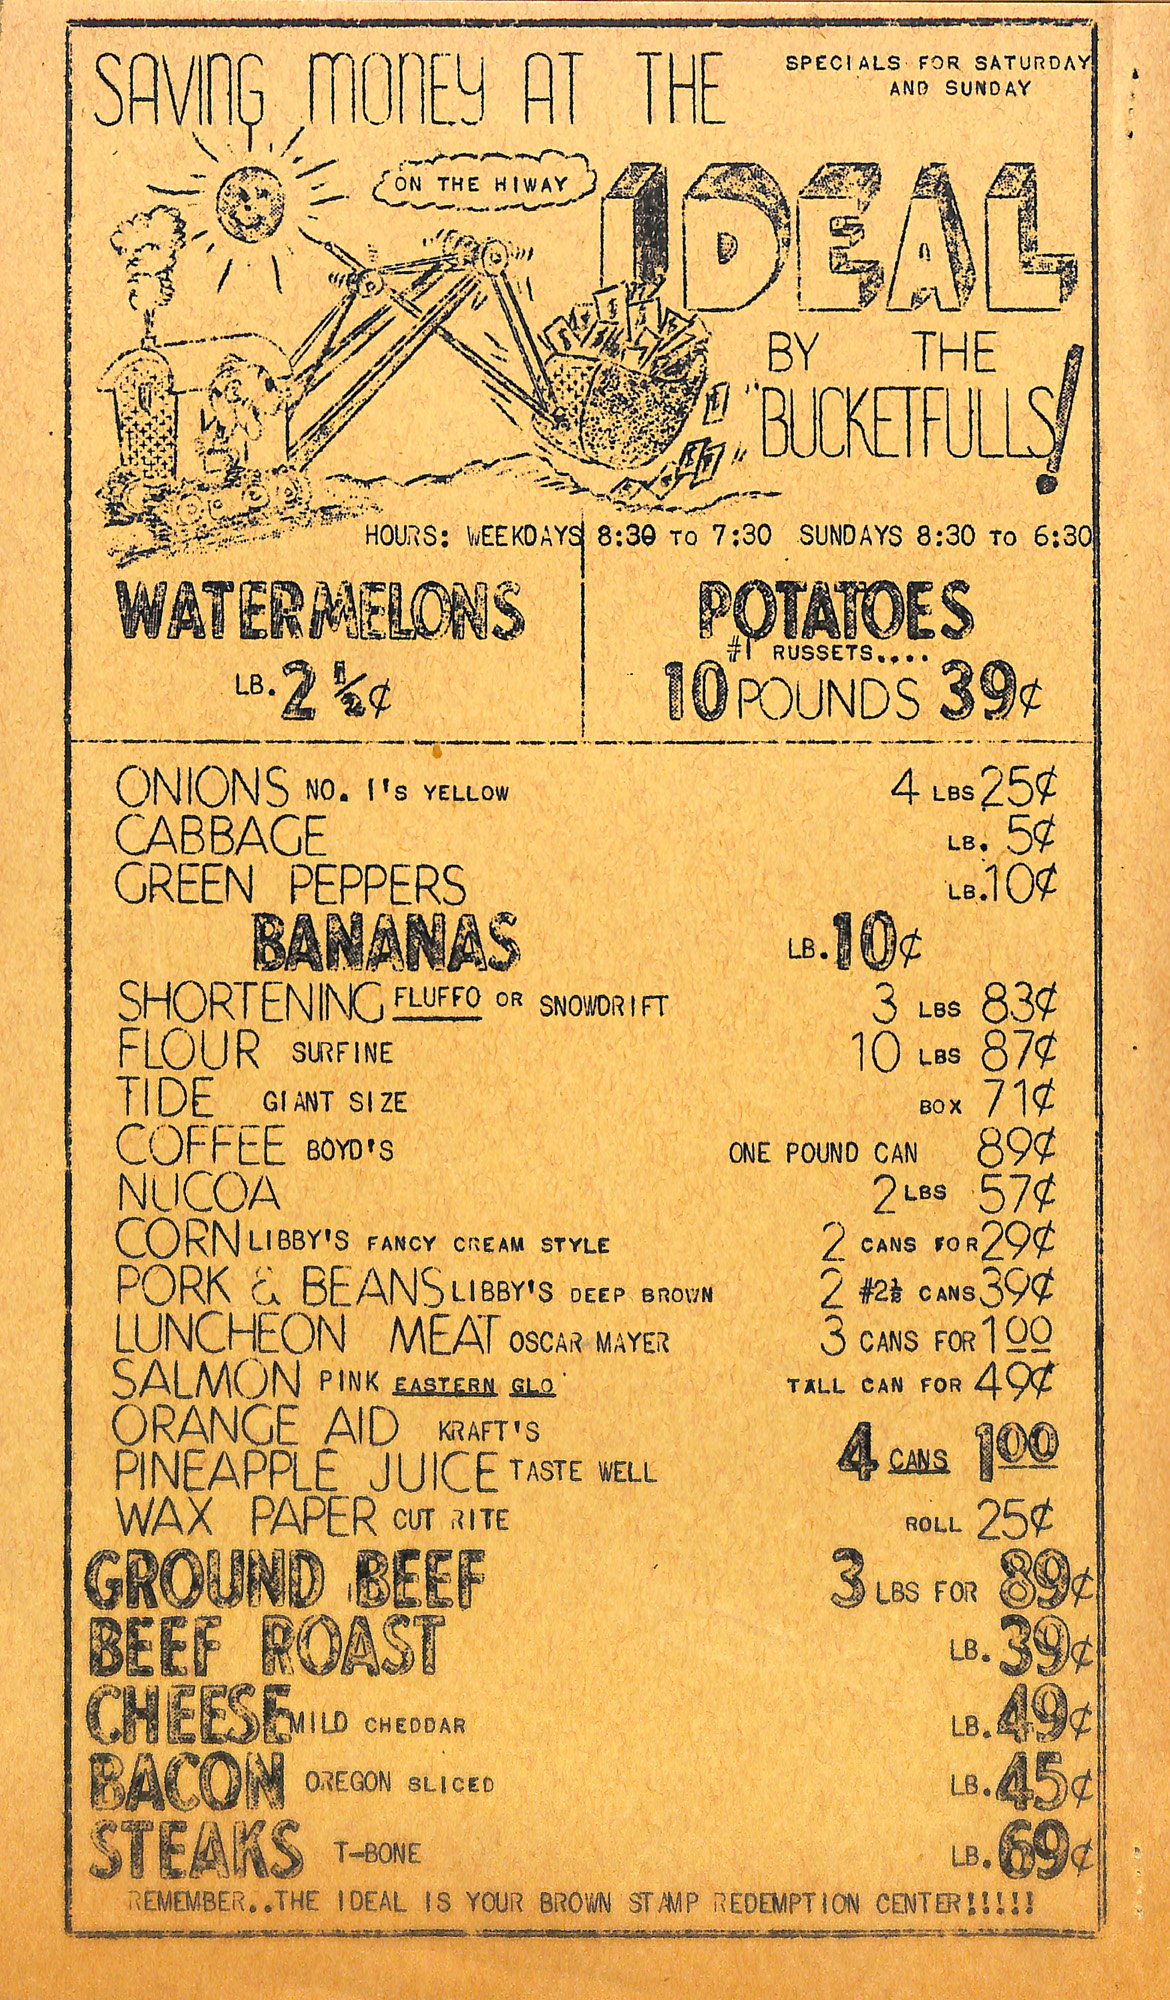 SAVING MONEY AT THE
SPECIALS FOR SATURDAY
AND SUNDAY
ON THE HIWAY
IDEAL
BY THE
"BUCKETFULLS"!
HOURS: WEEKDAYS 8:30 TO 7:30 SUNDAYS 8:30 TO 6:30
WATERMELONS
LB. 2 ½¢
POTATOES
#1 RUSSETS....
10 POUNDS 39¢
ONIONS NO. 1'S YELLOW 4 LBS 25¢
CABBAGE LB. 5¢
GREEN PEPPERS LB. 10¢
BANANAS LB. 10¢
SHORTENING FLUFFO OR SNOWDRIFT 3 LBS 83¢
FLOUR SURFINE 10 LBS 87¢
TIDE GIANT SIZE BOX 71¢
COFFEE BOYD'S ONE POUND CAN 89¢
NUCOA 2 LBS 57¢
CORN LIBBY'S FANCY CREAM STYLE 2 CANS FOR 29¢
PORK & BEANS LIBBY'S DEEP BROWN 2 #2½ CANS 39¢
LUNCHEON MEAT OSCAR MAYER 3 CANS FOR 1 00
SALMON PINK EASTERN GLO TALL CAN FOR 49¢
ORANGE AID KRAFT'S
PINEAPPLE JUICE TASTE WELL 4 CANS 1 00
WAX PAPER CUT RITE ROLL 25¢
GROUND BEEF 3 LBS FOR 89¢
BEEF ROAST LB. 39¢
CHEESE MILD CHEDDAR LB. 49¢
BACON OREGON SLICED LB. 45¢
STEAKS T-BONE LB. 69¢
REMEMBER..THE IDEAL IS YOUR BROWN STAMP REDEMPTION CENTER!!!!!